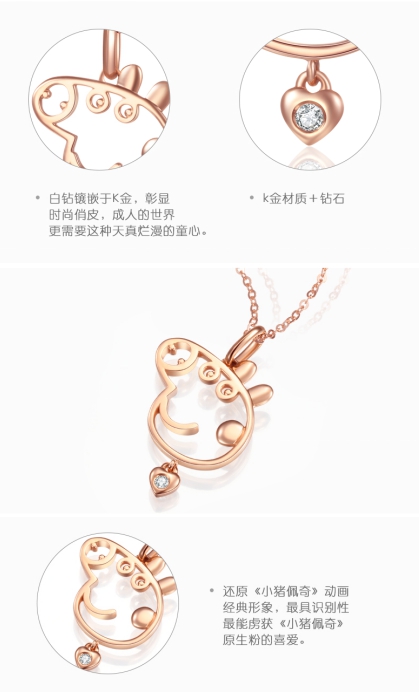 白钻镶嵌于K金，彰显
时尚俏皮，成人的世界
更需要这种天真烂漫的童心。
k金材质＋钻石
还原《小猪佩奇》动画
经典形象，最具识别性
最能虏获《小猪佩奇》
原生粉的喜爱。